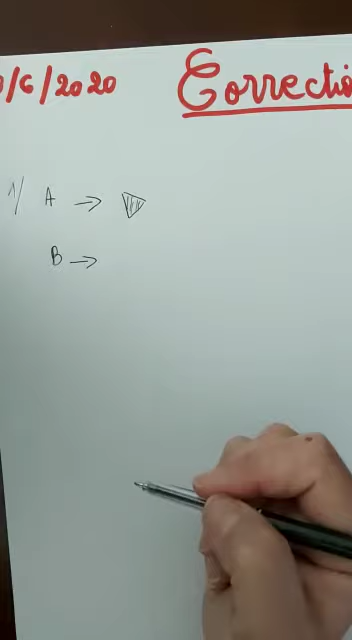 /6/2020 Correctio
1/ A →
B →